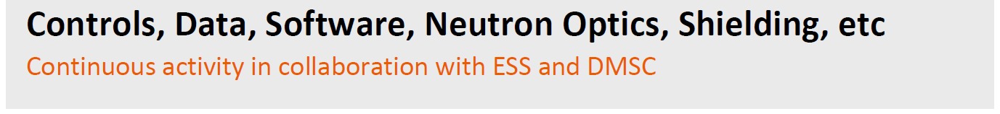 Controls, Data, Software, Neutron Optics, Shielding, etc
Continuous activity in collaboration with ESS and DMSC